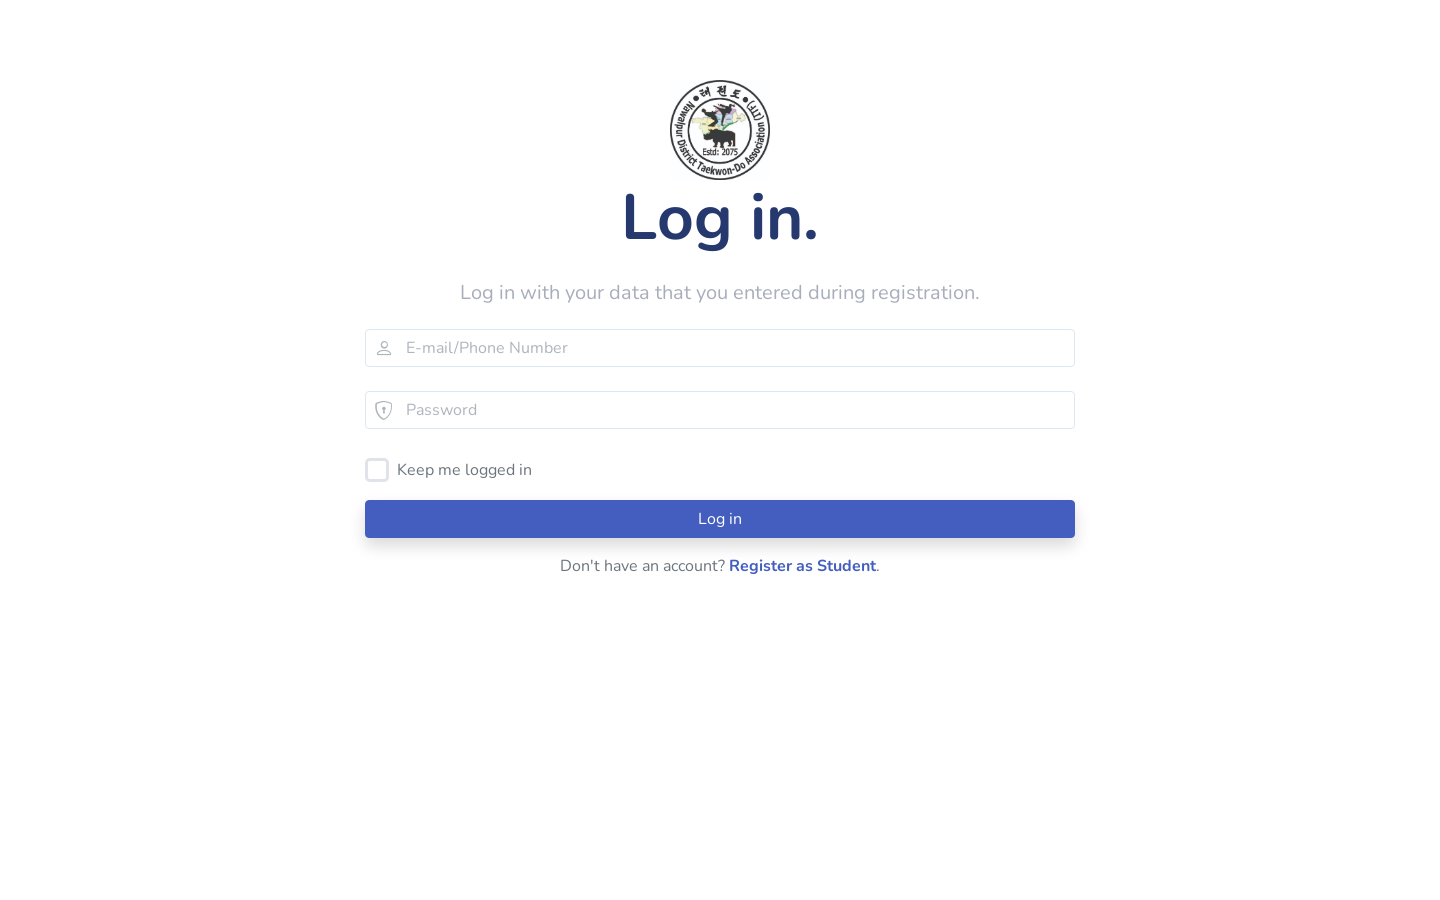 태권도
Nawalpur District Taekwon-Do Association (ITF)
Estd: 2075
Log in.
Log in with your data that you entered during registration.
E-mail/Phone Number
Password
Keep me logged in
Log in
Don't have an account? Register as Student.